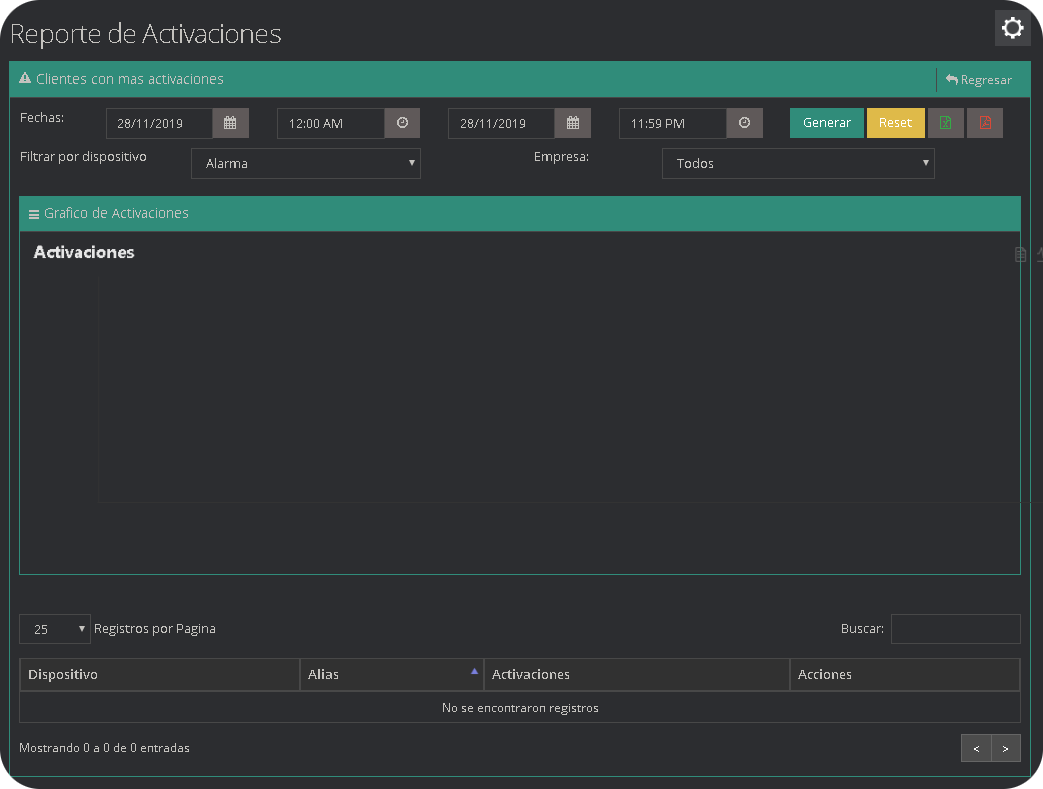 Reporte de Activaciones
Clientes con mas activaciones
Regresar
Fechas:
28/11/2019
12:00 AM
28/11/2019
11:59 PM
Generar
Reset
Filtrar por dispositivo
Alarma
Empresa:
Todos
Grafico de Activaciones
Activaciones
25
Registros por Pagina
Buscar:
Dispositivo
Alias
Activaciones
Acciones
No se encontraron registros
Mostrando 0 a 0 de 0 entradas
<
>